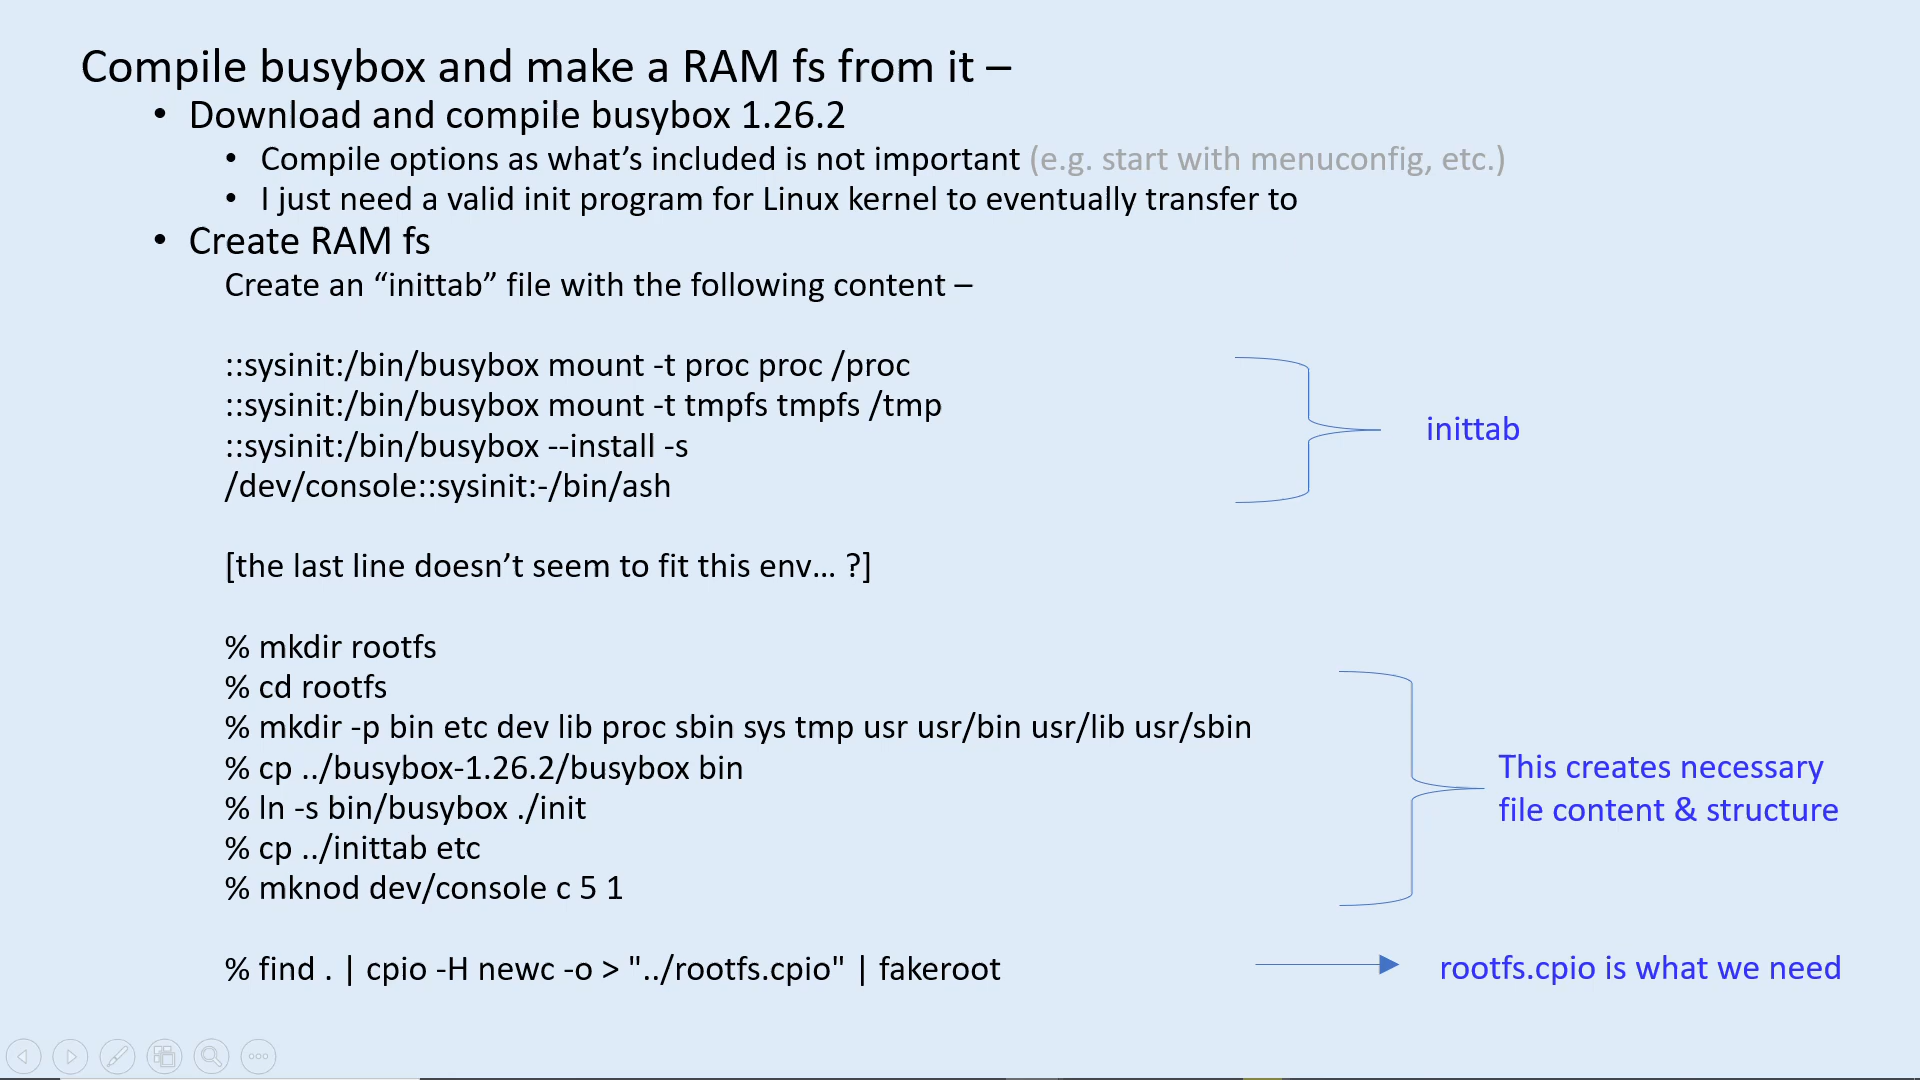 Compile busybox and make a RAM fs from it –
• Download and compile busybox 1.26.2
• Compile options as what’s included is not important (e.g. start with menuconfig, etc.)
• I just need a valid init program for Linux kernel to eventually transfer to
• Create RAM fs
Create an “inittab” file with the following content –
::sysinit:/bin/busybox mount -t proc proc /proc
::sysinit:/bin/busybox mount -t tmpfs tmpfs /tmp
::sysinit:/bin/busybox --install -s
/dev/console::sysinit:-/bin/ash
inittab
[the last line doesn’t seem to fit this env… ?]
% mkdir rootfs
% cd rootfs
% mkdir -p bin etc dev lib proc sbin sys tmp usr usr/bin usr/lib usr/sbin
% cp ../busybox-1.26.2/busybox bin
% ln -s bin/busybox ./init
% cp ../inittab etc
% mknod dev/console c 5 1
This creates necessary
file content & structure
% find . | cpio -H newc -o > "../rootfs.cpio" | fakeroot
rootfs.cpio is what we need